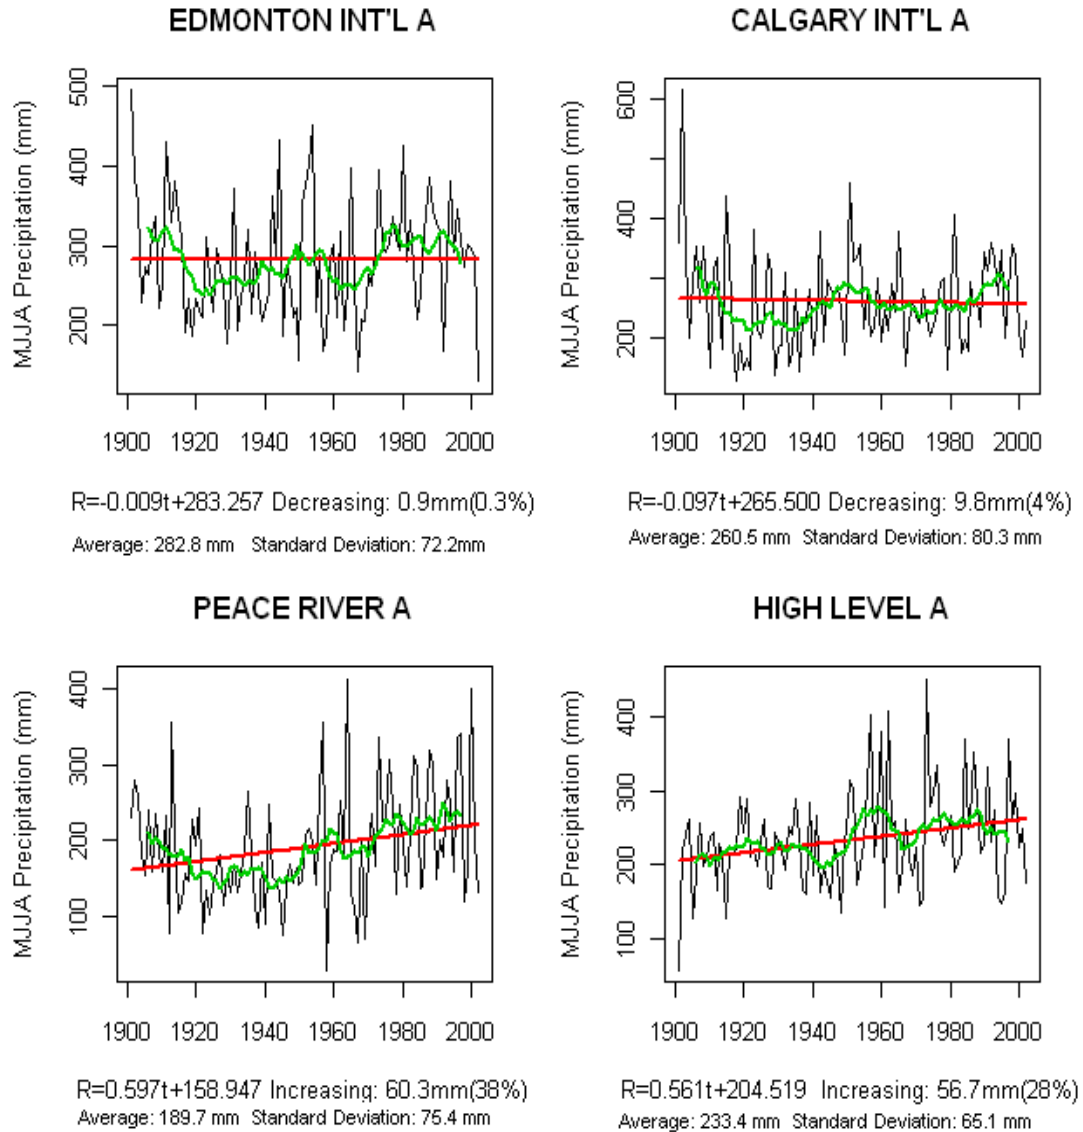 EDMONTON INT'L A
MJJA Precipitation (mm)
500
400
300
200
1900 1920 1940 1960 1980 2000
R=-0.009t+283.257 Decreasing: 0.9mm(0.3%)
Average: 282.8 mm Standard Deviation: 72.2mm
CALGARY INT'L A
MJJA Precipitation (mm)
600
400
200
1900 1920 1940 1960 1980 2000
R=-0.097t+265.500 Decreasing: 9.8mm(4%)
Average: 260.5 mm Standard Deviation: 80.3 mm
PEACE RIVER A
MJJA Precipitation (mm)
400
300
200
100
1900 1920 1940 1960 1980 2000
R=0.597t+158.947 Increasing: 60.3mm(38%)
Average: 189.7 mm Standard Deviation: 75.4 mm
HIGH LEVEL A
MJJA Precipitation (mm)
400
300
200
100
1900 1920 1940 1960 1980 2000
R=0.561t+204.519 Increasing: 56.7mm(28%)
Average: 233.4 mm Standard Deviation: 65.1 mm